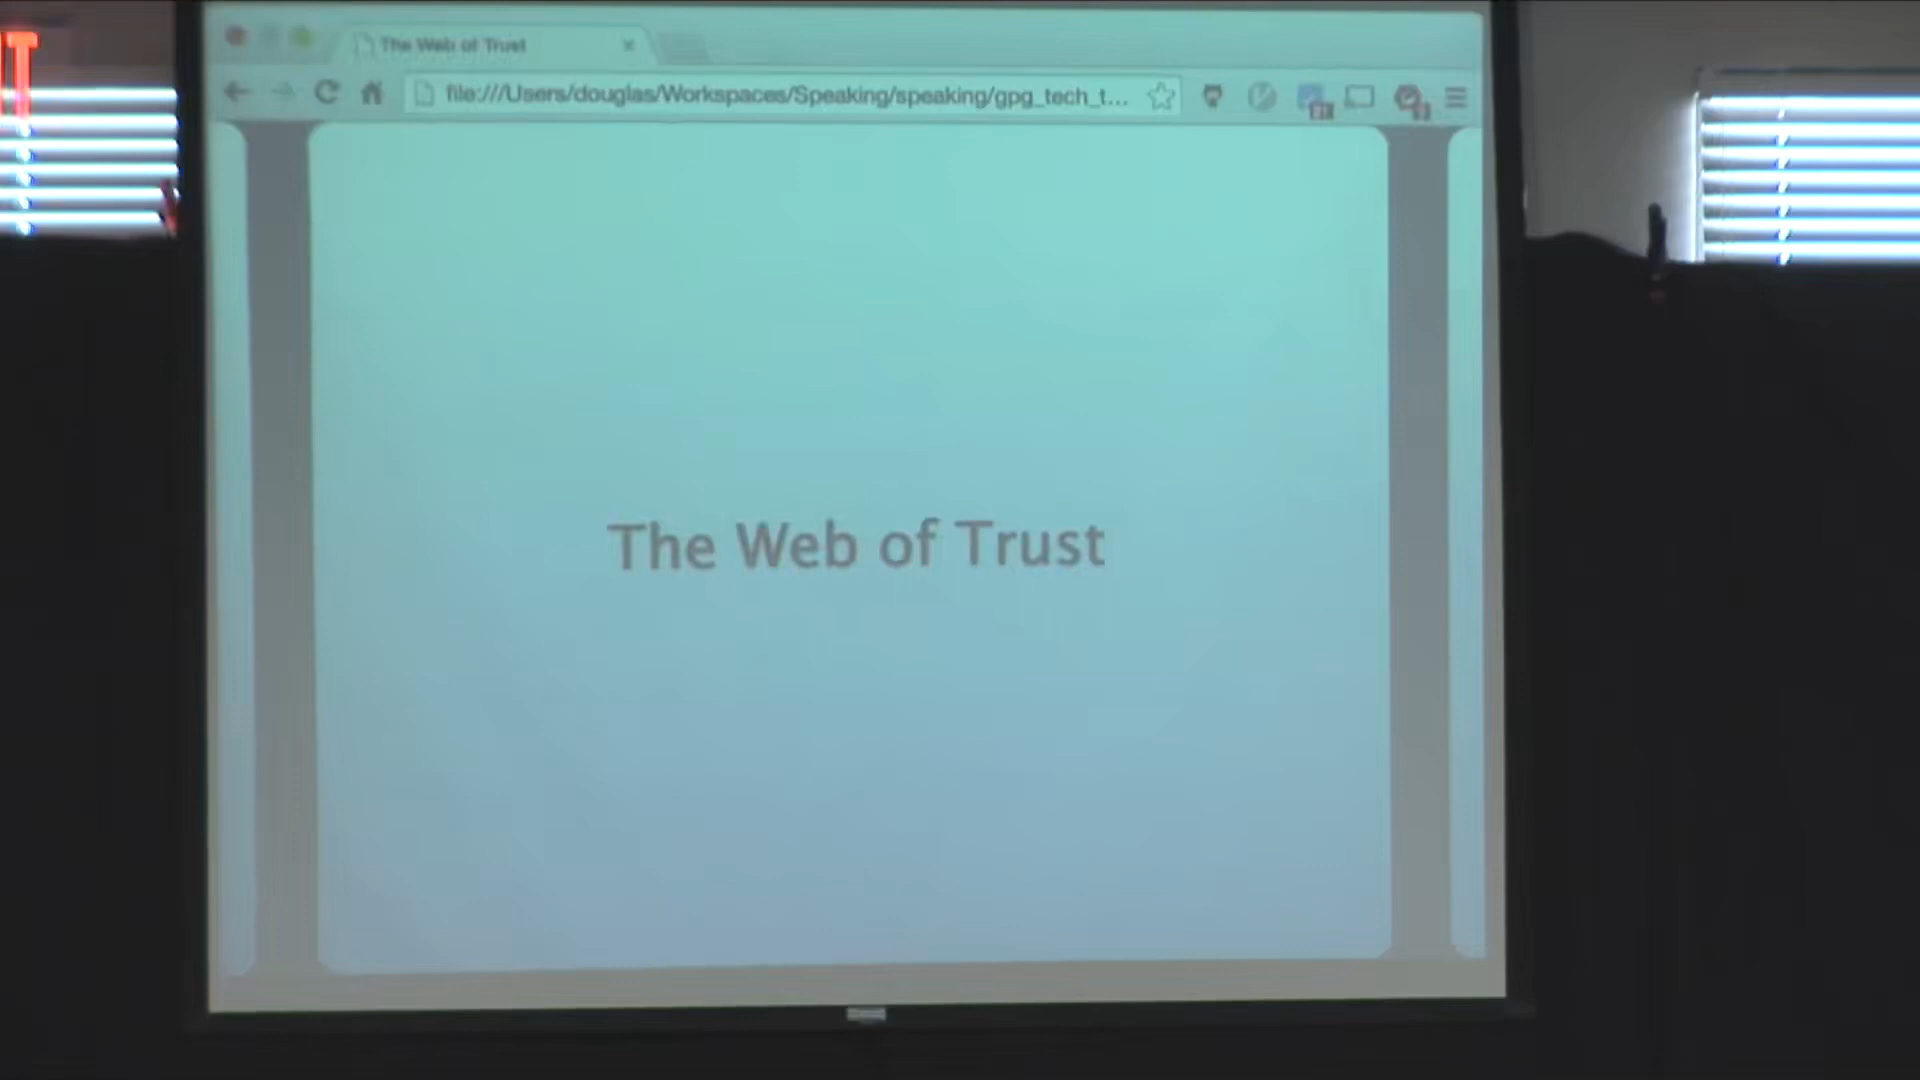 The Web of Trust
file:///Users/douglas/Workspaces/Speaking/speaking/gpg_tech_t...
The Web of Trust